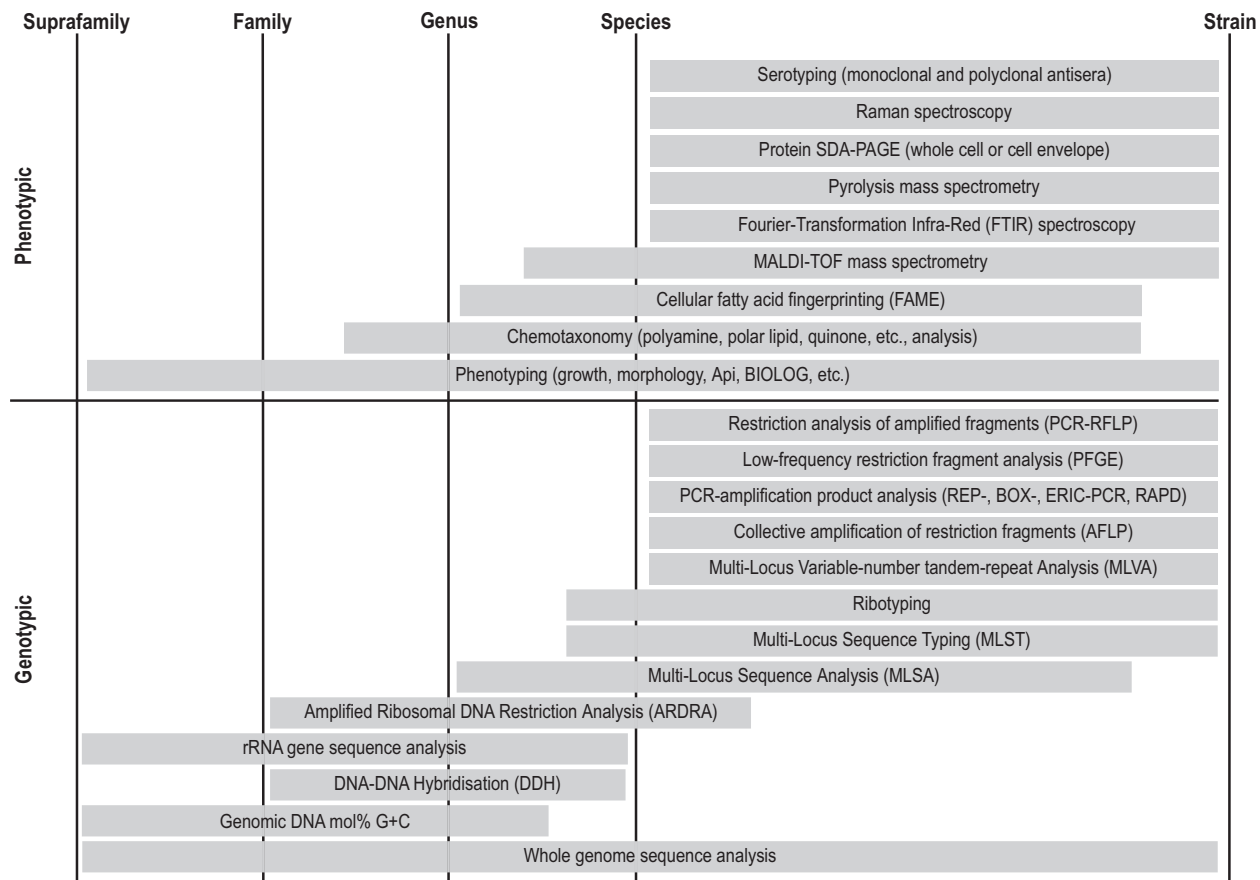 Suprafamily Family Genus Species Strain
Phenotypic
Serotyping (monoclonal and polyclonal antisera)
Raman spectroscopy
Protein SDA-PAGE (whole cell or cell envelope)
Pyrolysis mass spectrometry
Fourier-Transformation Infra-Red (FTIR) spectroscopy
MALDI-TOF mass spectrometry
Cellular fatty acid fingerprinting (FAME)
Chemotaxonomy (polyamine, polar lipid, quinone, etc., analysis)
Phenotyping (growth, morphology, Api, BIOLOG, etc.)
Genotypic
Restriction analysis of amplified fragments (PCR-RFLP)
Low-frequency restriction fragment analysis (PFGE)
PCR-amplification product analysis (REP-, BOX-, ERIC-PCR, RAPD)
Collective amplification of restriction fragments (AFLP)
Multi-Locus Variable-number tandem-repeat Analysis (MLVA)
Ribotyping
Multi-Locus Sequence Typing (MLST)
Multi-Locus Sequence Analysis (MLSA)
Amplified Ribosomal DNA Restriction Analysis (ARDRA)
rRNA gene sequence analysis
DNA-DNA Hybridisation (DDH)
Genomic DNA mol% G+C
Whole genome sequence analysis